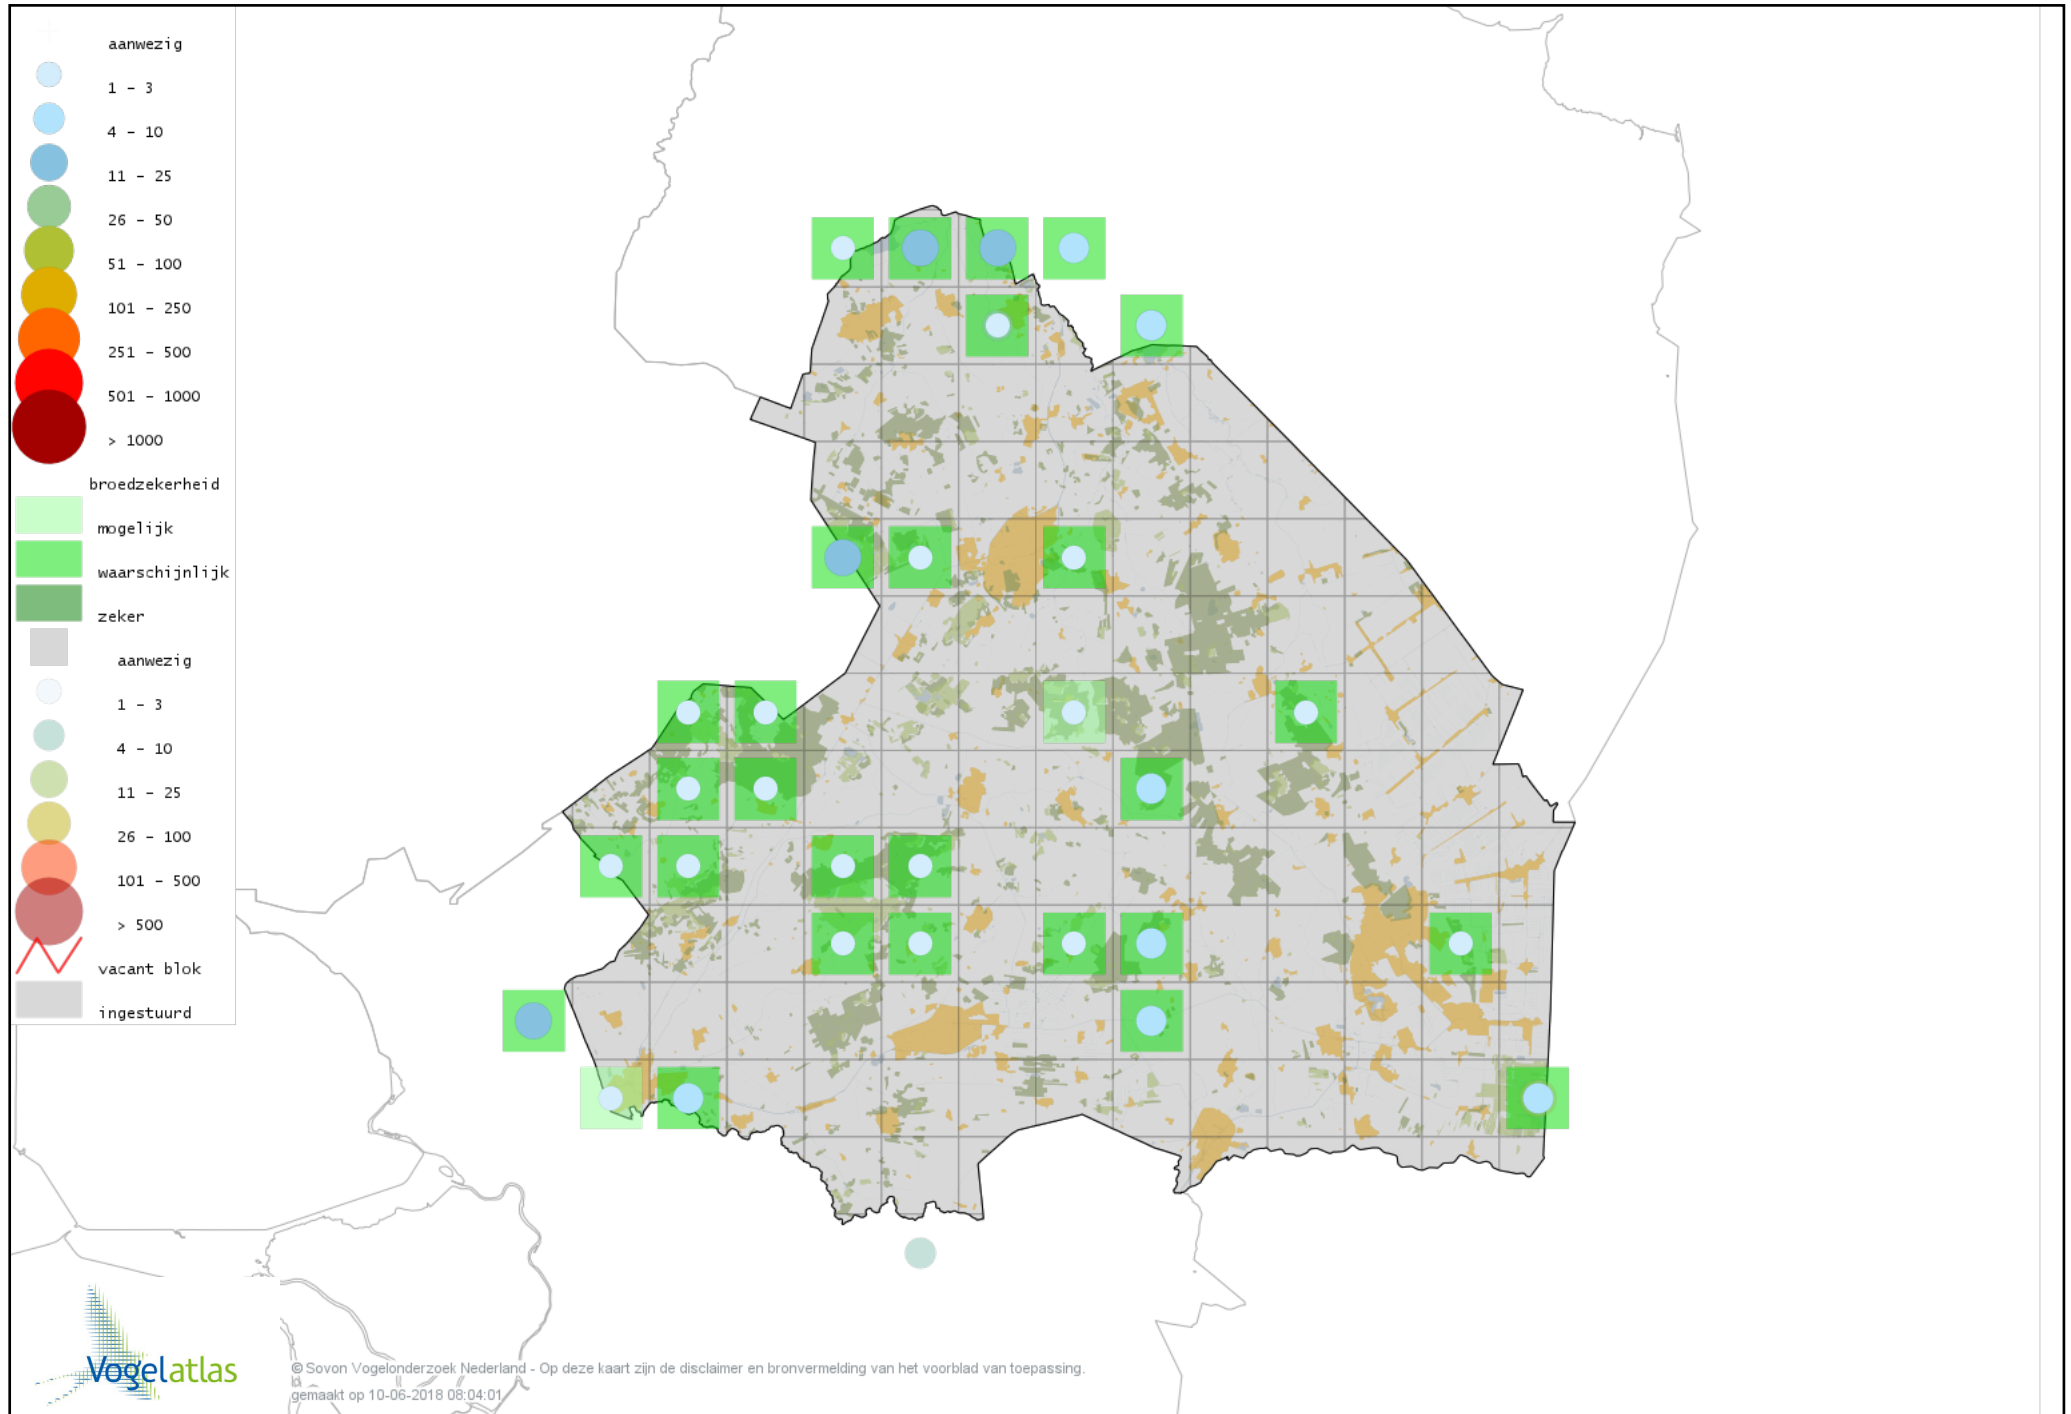 aanwezig
1 - 3
4 - 10
11 - 25
26 - 50
51 - 100
101 - 250
251 - 500
501 - 1000
> 1000
broedzekerheid
mogelijk
waarschijnlijk
zeker
aanwezig
1 - 3
4 - 10
11 - 25
26 - 100
101 - 500
> 500
vacant blok
ingestuurd
Vogelatlas
© Sovon Vogelonderzoek Nederland - Op deze kaart zijn de disclaimer en bronvermelding van het voorblad van toepassing.
gemaakt op 10-06-2018 08:04:01